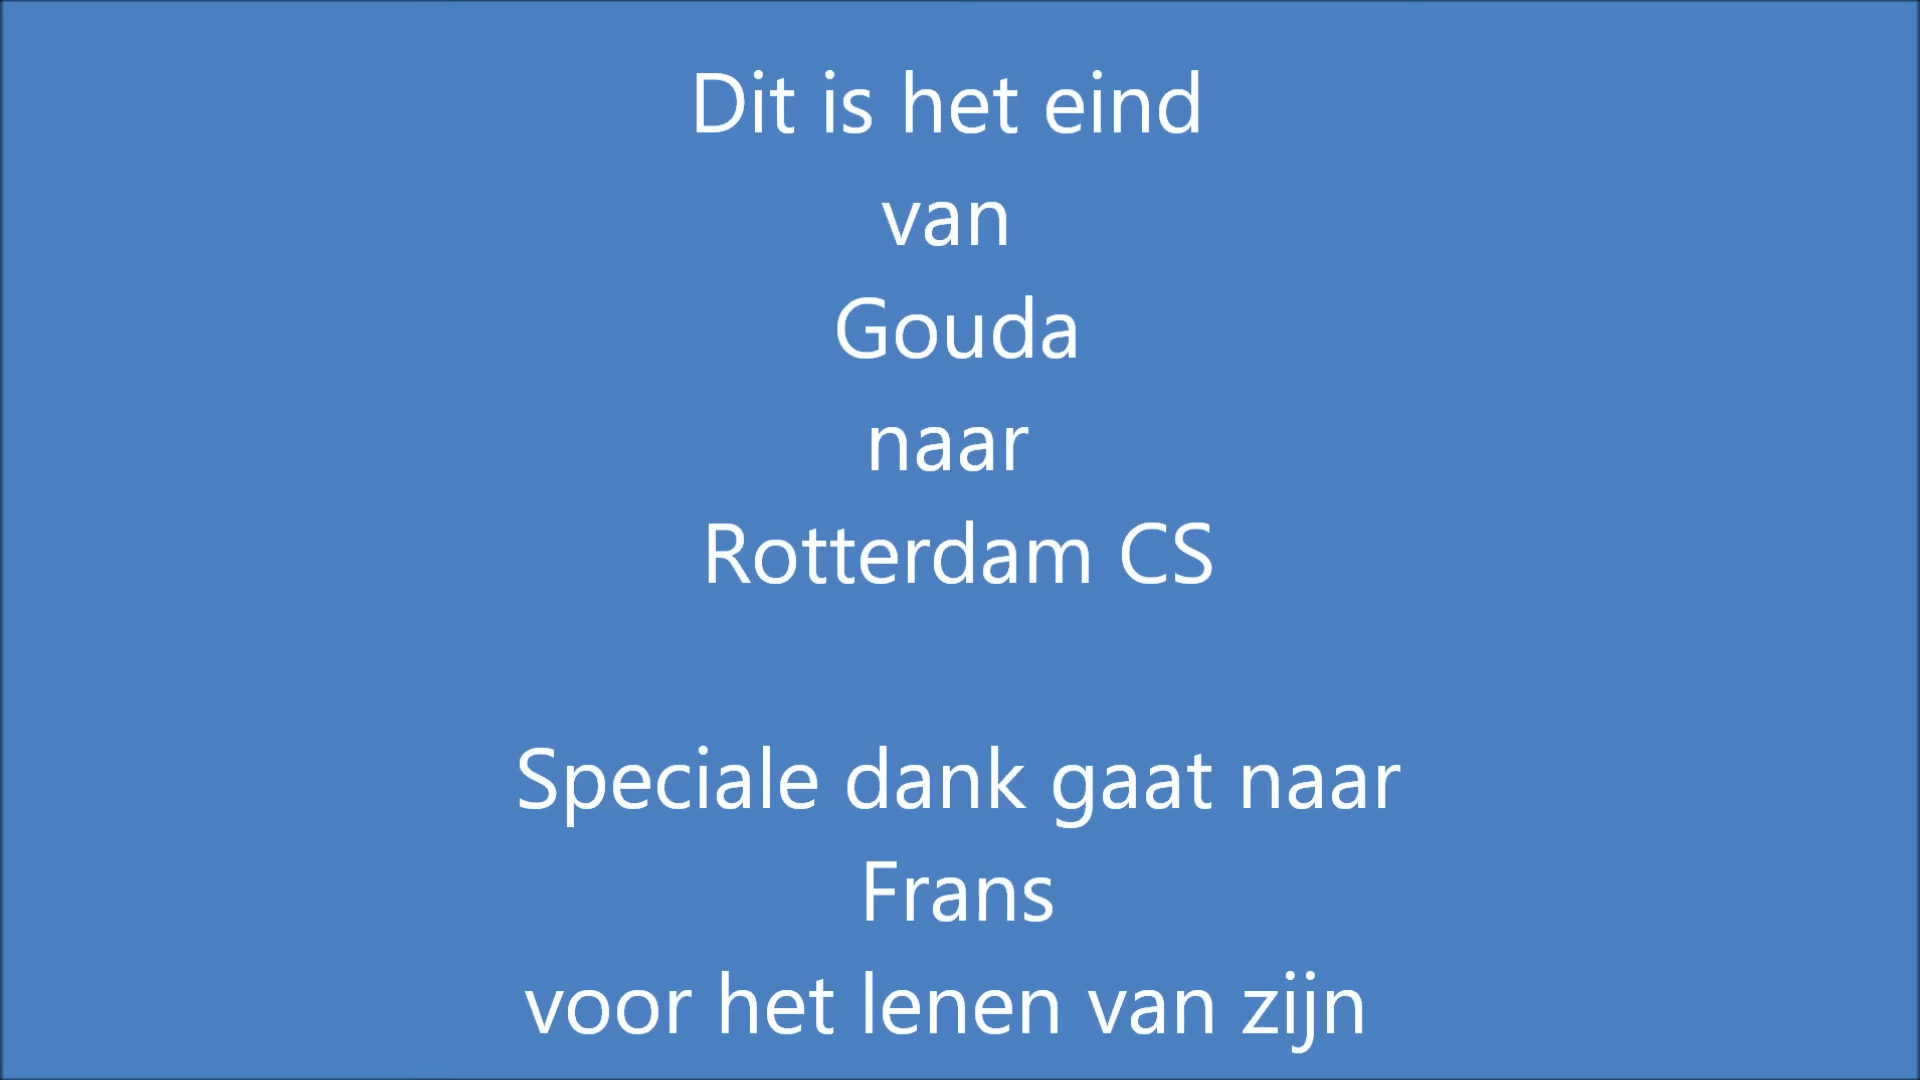 Dit is het eind
van
Gouda
naar
Rotterdam CS
Speciale dank gaat naar
Frans
voor het lenen van zijn